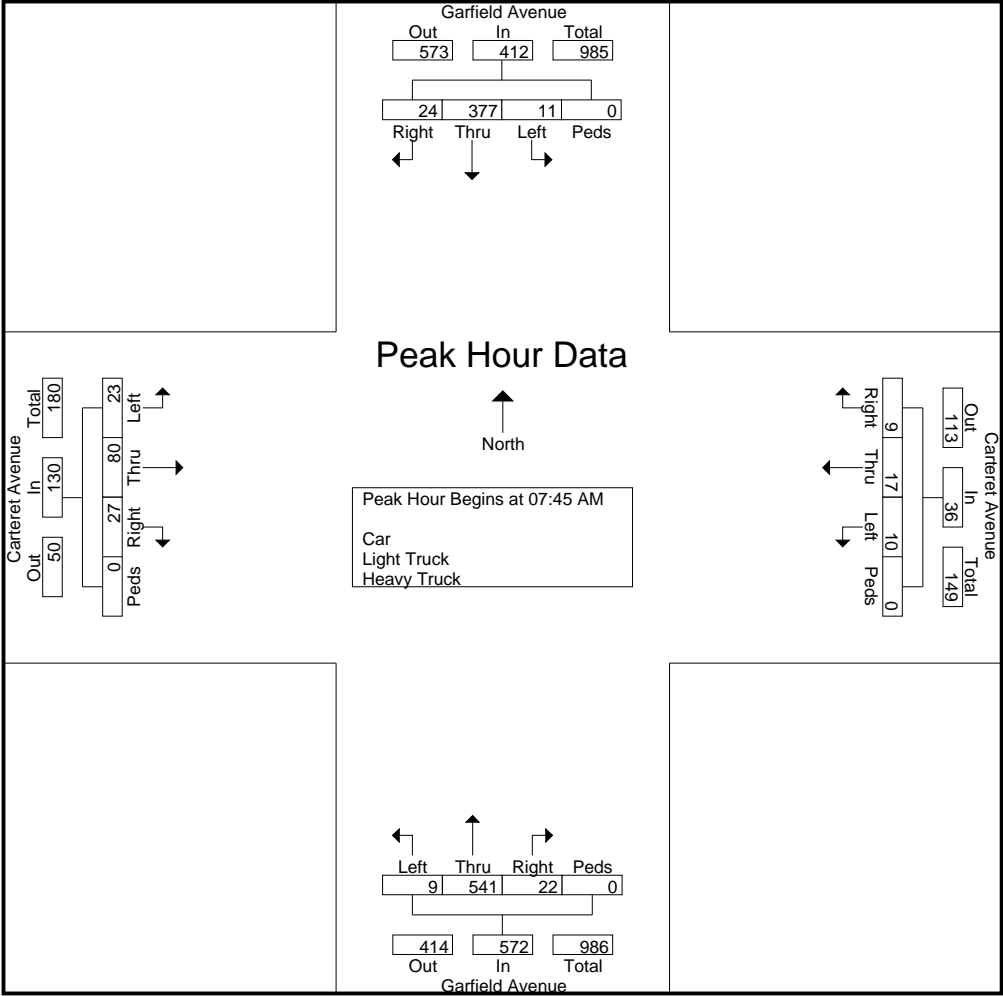 Garfield Avenue
Out In Total
573 412 985
24 377 11 0
Right Thru Left Peds
Peak Hour Data
North
Peak Hour Begins at 07:45 AM
Car
Light Truck
Heavy Truck
Carteret Avenue
Out In Total
50 130 180
23 80 27 0
Left Thru Right Peds
Carteret Avenue
Out In Total
113 36 149
9 17 10 0
Right Thru Left Peds
Left Thru Right Peds
9 541 22 0
414 572 986
Out In Total
Garfield Avenue